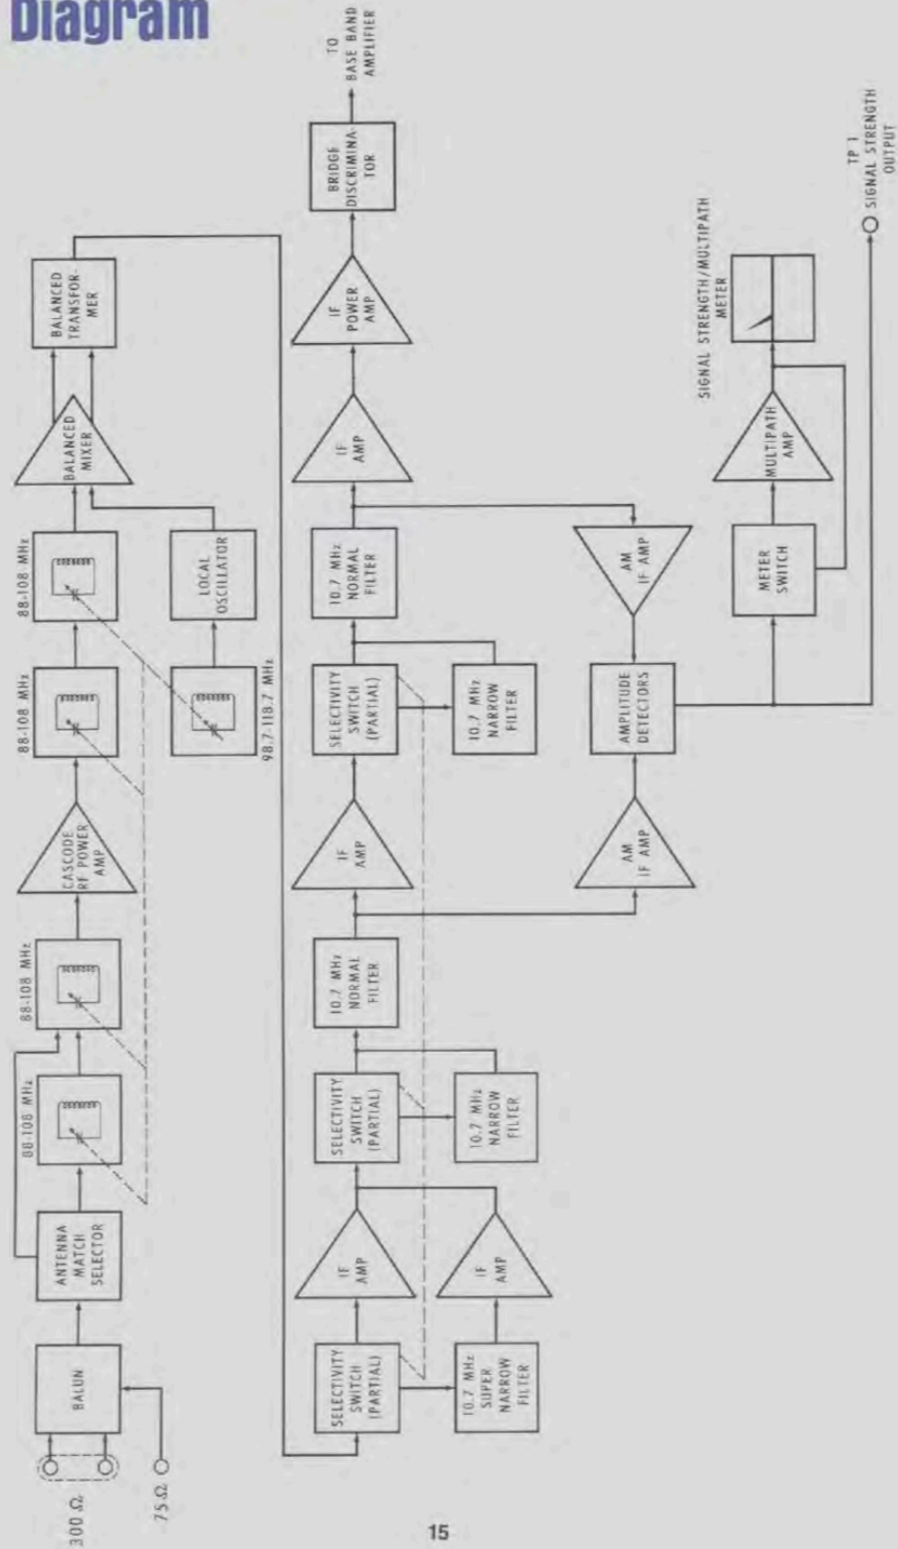 Diagram
300 Ω
75 Ω
BALUN
ANTENNA
MATCH
SELECTOR
88-108 MHz
88-108 MHz
CASCODE
RF POWER
AMP
88-108 MHz
88-108 MHz
98.7-118.7 MHz
LOCAL
OSCILLATOR
BALANCED
MIXER
BALANCED
TRANSFOR-
MER
SELECTIVITY
SWITCH
(PARTIAL)
10.7 MHz
SUPER
NARROW
FILTER
IF
AMP
IF
AMP
SELECTIVITY
SWITCH
(PARTIAL)
10.7 MHz
NARROW
FILTER
10.7 MHz
NORMAL
FILTER
IF
AMP
SELECTIVITY
SWITCH
(PARTIAL)
10.7 MHz
NARROW
FILTER
10.7 MHz
NORMAL
FILTER
IF
AMP
IF
POWER
AMP
BRIDGE
DISCRIMINA-
TOR
TO
BASE BAND
AMPLIFIER
AM
IF AMP
AMPLITUDE
DETECTORS
AM
IF AMP
METER
SWITCH
MULTIPATH
AMP
SIGNAL STRENGTH/MULTIPATH
METER
TP 1
SIGNAL STRENGTH
OUTPUT
15